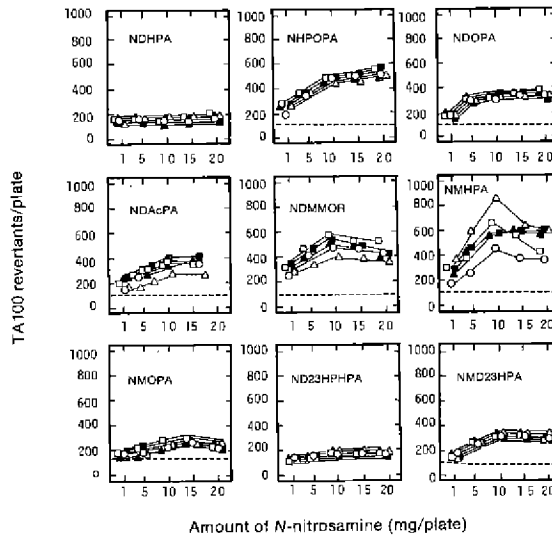 1000 1000 1000
NDHPA NHPOPA NDOPA
800 800 800
600 600 600
400 400 400
200 200 200
0 0 0
1 5 10 15 20 1 5 10 15 20 1 5 10 15 20
TA100 revertants/plate
1000 1000 1000
NDAcPA NDMMOR NMHPA
800 800 800
600 600 600
400 400 400
200 200 200
0 0 0
1 5 10 15 20 1 5 10 15 20 1 5 10 15 20
1000 1000 1000
NMOPA ND23HPHPA NMD23HPA
800 800 800
600 600 600
400 400 400
200 200 200
0 0 0
1 5 10 15 20 1 5 10 15 20 1 5 10 15 20
Amount of N-nitrosamine (mg/plate)